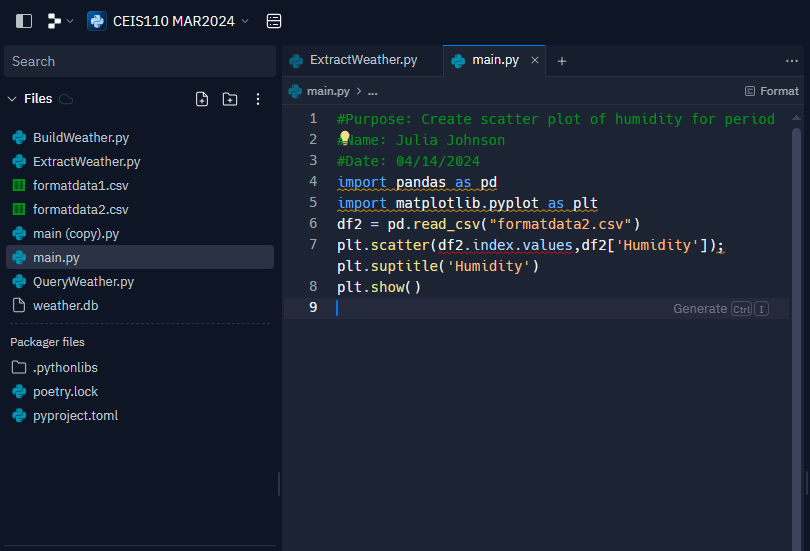 CEIS110 MAR2024
Search
Files
BuildWeather.py
ExtractWeather.py
formatdata1.csv
formatdata2.csv
main (copy).py
main.py
QueryWeather.py
weather.db
Packager files
.pythonlibs
poetry.lock
pyproject.toml
ExtractWeather.py
main.py
main.py > ...
Format
1 #Purpose: Create scatter plot of humidity for period
2 #Name: Julia Johnson
3 #Date: 04/14/2024
4 import pandas as pd
5 import matplotlib.pyplot as plt
6 df2 = pd.read_csv("formatdata2.csv")
7 plt.scatter(df2.index.values,df2['Humidity']);
plt.suptitle('Humidity')
8 plt.show()
9
Generate Ctrl I